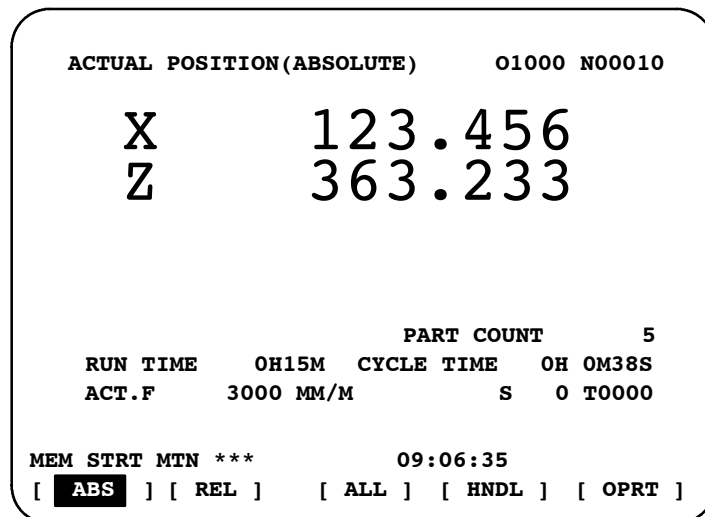 ACTUAL POSITION(ABSOLUTE) O1000 N00010
X 123.456
Z 363.233
PART COUNT 5
RUN TIME 0H15M CYCLE TIME 0H 0M38S
ACT.F 3000 MM/M S 0 T0000
MEM STRT MTN *** 09:06:35
[ ABS ] [ REL ] [ ALL ] [ HNDL ] [ OPRT ]